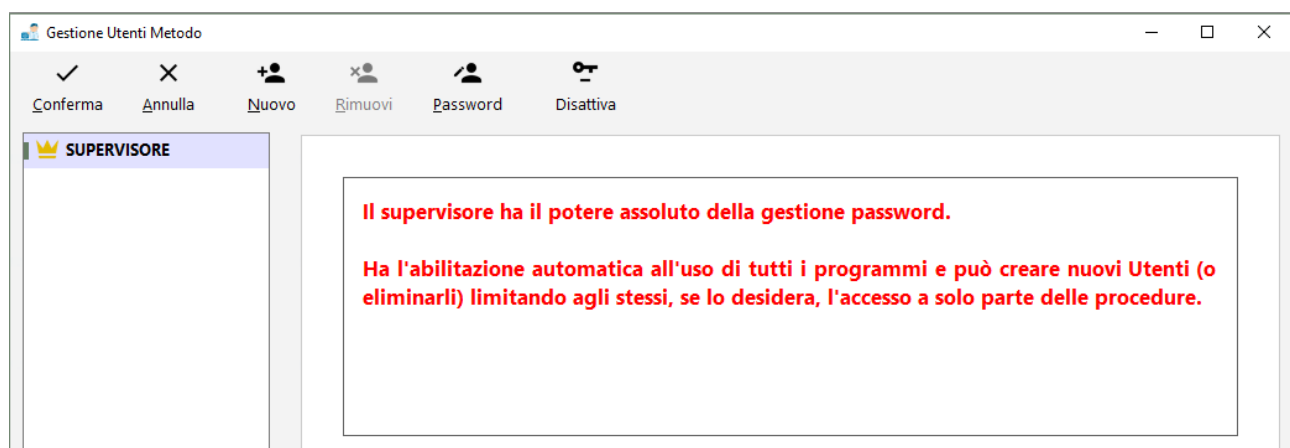 Gestione Utenti Metodo
Conferma Annulla Nuovo Rimuovi Password Disattiva
SUPERVISORE
Il supervisore ha il potere assoluto della gestione password.
Ha l'abilitazione automatica all'uso di tutti i programmi e può creare nuovi Utenti (o
eliminarli) limitando agli stessi, se lo desidera, l'accesso a solo parte delle procedure.